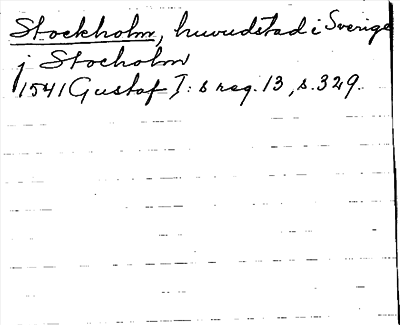 Stockholm, huvudstad i Sverige
j Stocholm
1541 Gustaf I:s reg. 13, s. 329.